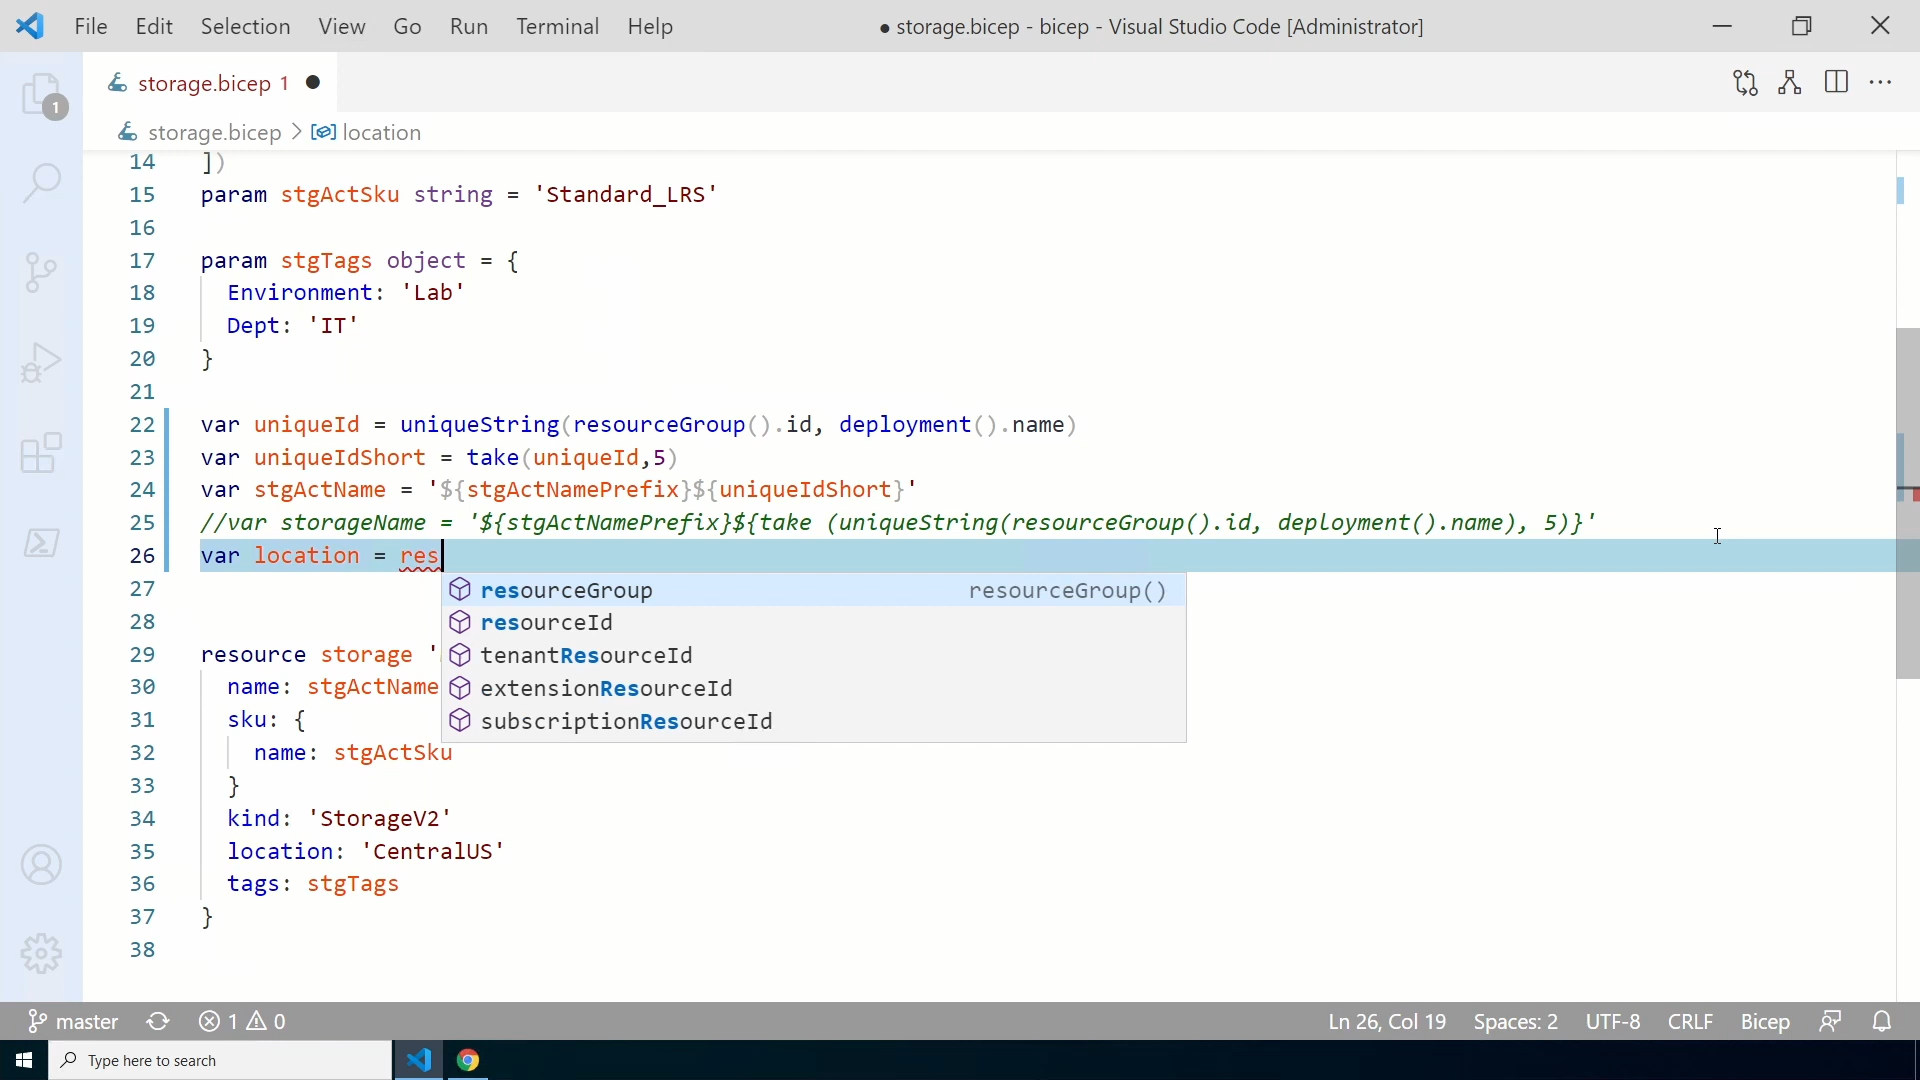 File Edit Selection View Go Run Terminal Help
● storage.bicep - bicep - Visual Studio Code [Administrator]
1
storage.bicep 1 ●
storage.bicep > location
14 ])
15 param stgActSku string = 'Standard_LRS'
16
17 param stgTags object = {
18 Environment: 'Lab'
19 Dept: 'IT'
20 }
21
22 var uniqueId = uniqueString(resourceGroup().id, deployment().name)
23 var uniqueIdShort = take(uniqueId,5)
24 var stgActName = '${stgActNamePrefix}${uniqueIdShort}'
25 //var storageName = '${stgActNamePrefix}${take (uniqueString(resourceGroup().id, deployment().name), 5)}'
26 var location = res
27
resourceGroup resourceGroup()
28
resourceId
29 resource storage '
tenantResourceId
30 name: stgActName
extensionResourceId
31 sku: {
subscriptionResourceId
32 name: stgActSku
33 }
34 kind: 'StorageV2'
35 location: 'CentralUS'
36 tags: stgTags
37 }
38
master 1 0
Ln 26, Col 19 Spaces: 2 UTF-8 CRLF Bicep
Type here to search